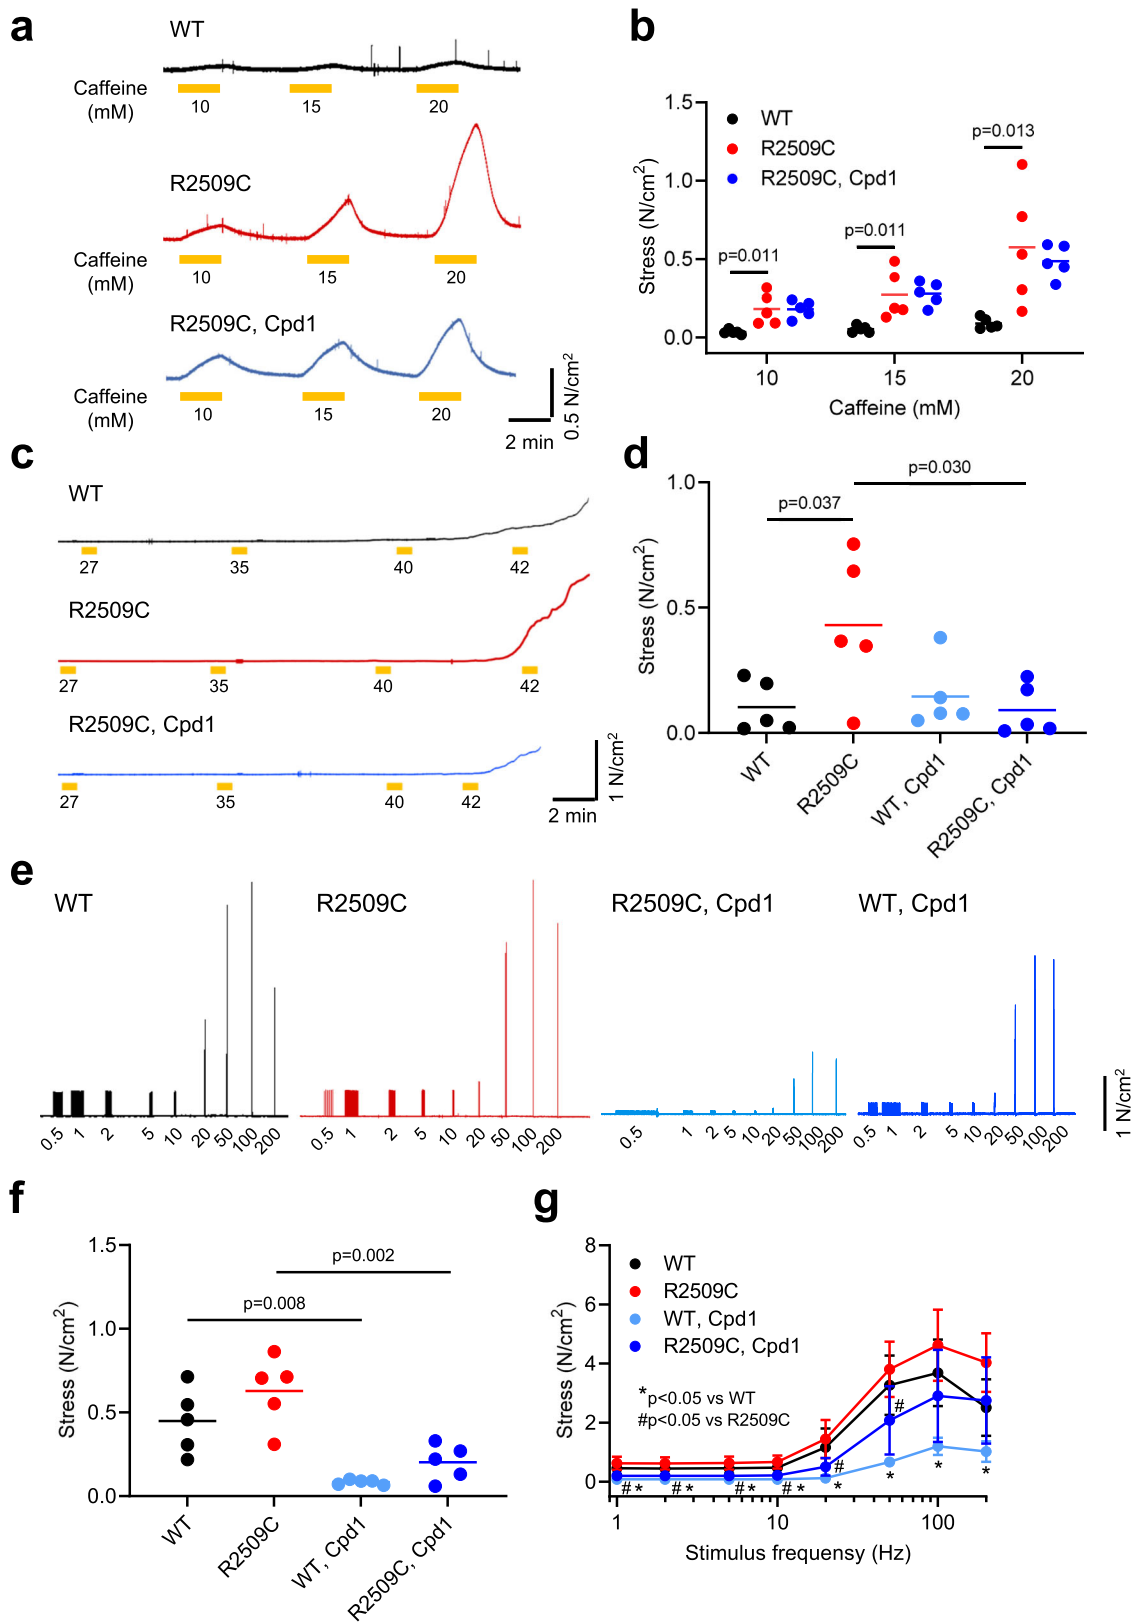 a
WT
Caffeine
(mM)
10
15
20
R2509C
Caffeine
(mM)
10
15
20
R2509C, Cpd1
Caffeine
(mM)
10
15
20
2 min
0.5 N/cm2
b
Stress (N/cm2)
1.5
1.0
0.5
0.0
WT
R2509C
R2509C, Cpd1
p=0.011
p=0.011
p=0.013
10
15
20
Caffeine (mM)
c
WT
27
35
40
42
R2509C
27
35
40
42
R2509C, Cpd1
27
35
40
42
2 min
1 N/cm2
d
Stress (N/cm2)
1.0
0.5
0.0
p=0.030
p=0.037
WT
R2509C
WT, Cpd1
R2509C, Cpd1
e
WT
0.5 1 2 5 10 20 50 100 200
R2509C
0.5 1 2 5 10 20 50 100 200
R2509C, Cpd1
0.5 1 2 5 10 20 50 100 200
WT, Cpd1
0.5 1 2 5 10 20 50 100 200
1 N/cm2
f
Stress (N/cm2)
1.5
1.0
0.5
0.0
p=0.002
p=0.008
WT
R2509C
WT, Cpd1
R2509C, Cpd1
g
Stress (N/cm2)
8
6
4
2
0
WT
R2509C
WT, Cpd1
R2509C, Cpd1
*p<0.05 vs WT
#p<0.05 vs R2509C
#
#
# * # * # * # * * * * *
1
10
100
Stimulus frequensy (Hz)